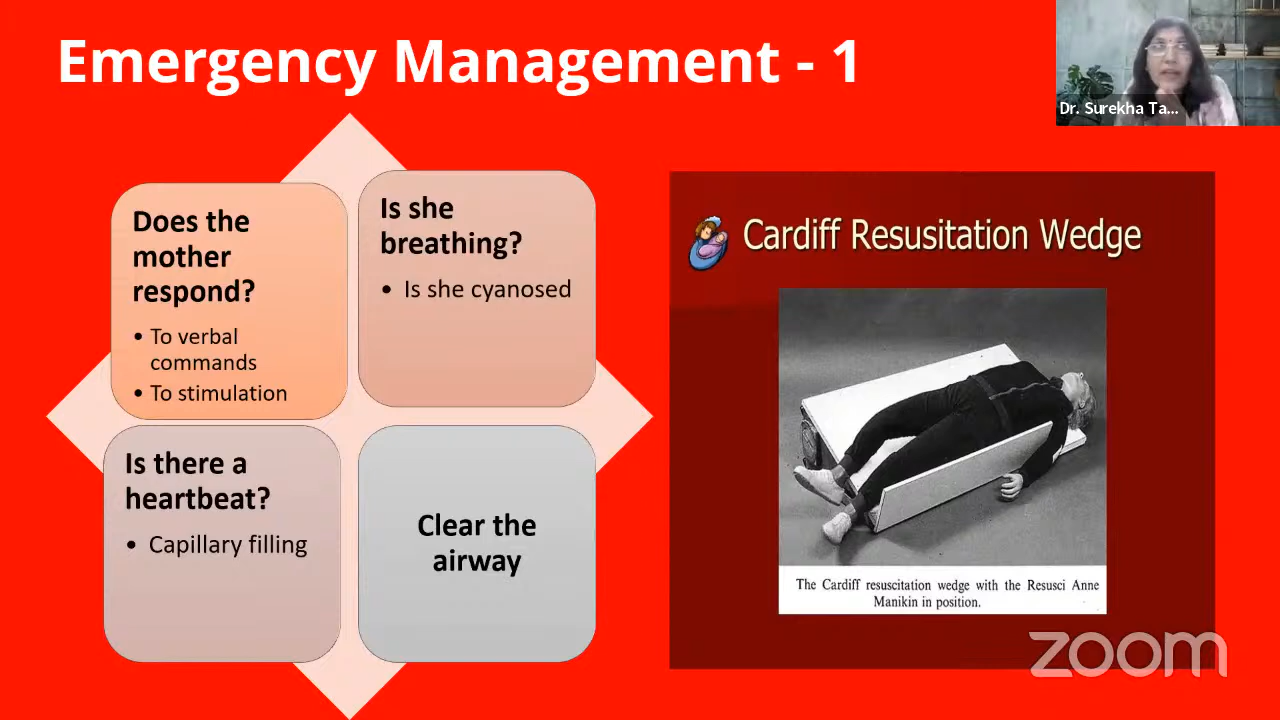 Emergency Management - 1
Dr. Surekha Ta...
Does the
mother
respond?
• To verbal
commands
• To stimulation
Is she
breathing?
• Is she cyanosed
Is there a
heartbeat?
• Capillary filling
Clear the
airway
Cardiff Resusitation Wedge
The Cardiff resuscitation wedge with the Resusci Anne
Manikin in position.
zoom